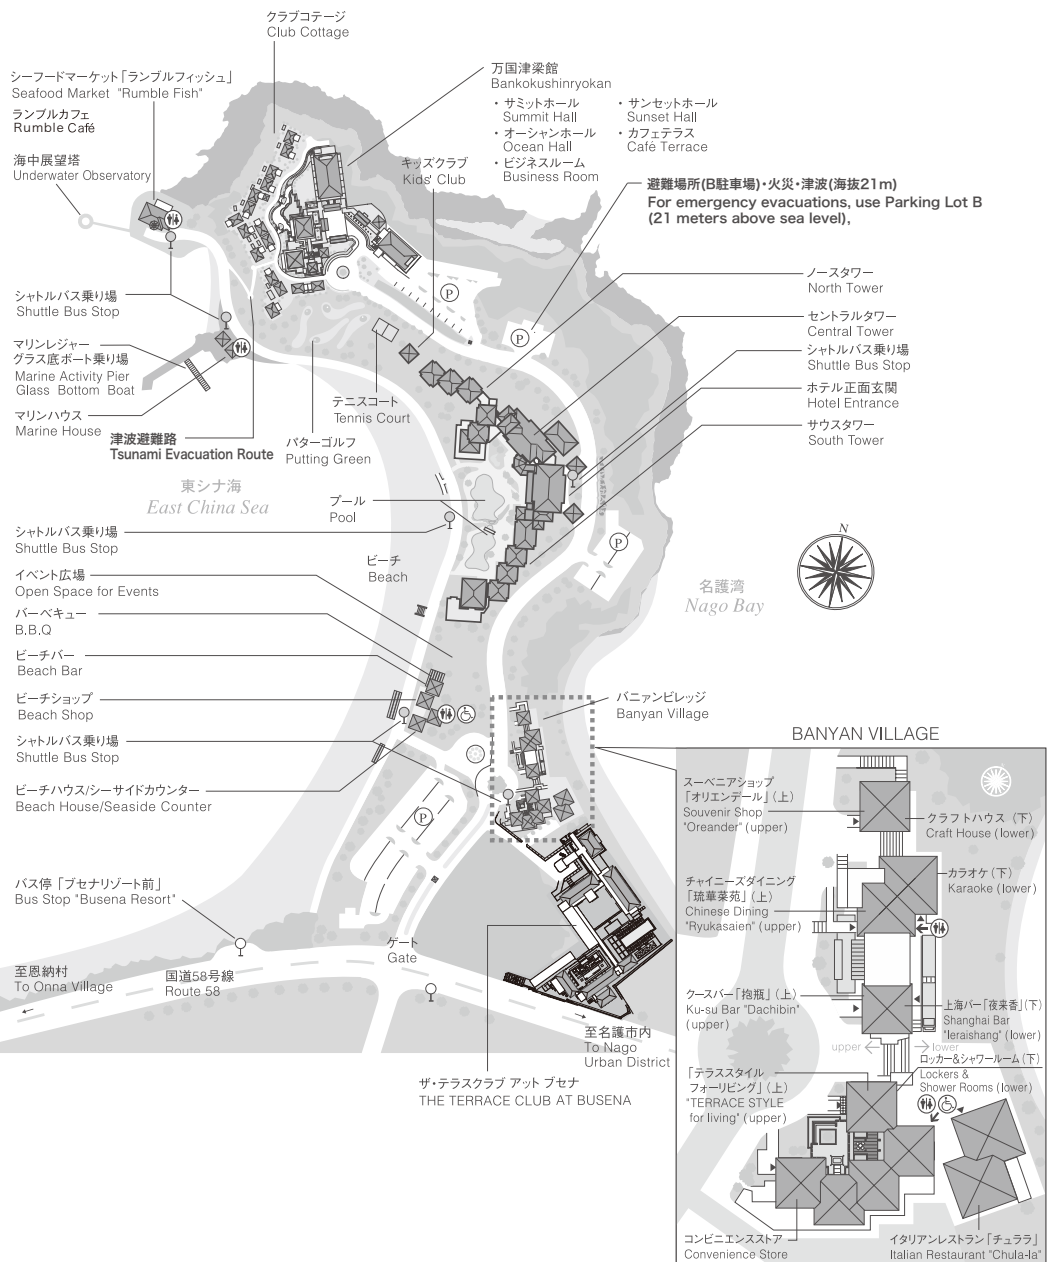 クラブコテージ
Club Cottage
シーフードマーケット「ランブルフィッシュ」
Seafood Market "Rumble Fish"
ランブルカフェ
Rumble Café
海中展望塔
Underwater Observatory
万国津梁館
Bankokushinryokan
・サミットホール
Summit Hall
・サンセットホール
Sunset Hall
・オーシャンホール
Ocean Hall
・カフェテラス
Café Terrace
・ビジネスルーム
Business Room
キッズクラブ
Kids' Club
避難場所(B駐車場)・火災・津波(海抜21m)
For emergency evacuations, use Parking Lot B
(21 meters above sea level),
P
P
ノースタワー
North Tower
セントラルタワー
Central Tower
シャトルバス乗り場
Shuttle Bus Stop
ホテル正面玄関
Hotel Entrance
サウスタワー
South Tower
シャトルバス乗り場
Shuttle Bus Stop
マリンレジャー
グラス底ボート乗り場
Marine Activity Pier
Glass Bottom Boat
マリンハウス
Marine House
津波避難路
Tsunami Evacuation Route
テニスコート
Tennis Court
パターゴルフ
Putting Green
東シナ海
East China Sea
プール
Pool
シャトルバス乗り場
Shuttle Bus Stop
ビーチ
Beach
P
N
名護湾
Nago Bay
イベント広場
Open Space for Events
バーベキュー
B.B.Q
ビーチバー
Beach Bar
ビーチショップ
Beach Shop
シャトルバス乗り場
Shuttle Bus Stop
ビーチハウス/シーサイドカウンター
Beach House/Seaside Counter
P
バニアンビレッジ
Banyan Village
バス停「ブセナリゾート前」
Bus Stop "Busena Resort"
ゲート
Gate
至恩納村
To Onna Village
国道58号線
Route 58
至名護市内
To Nago
Urban District
ザ・テラスクラブ アット ブセナ
THE TERRACE CLUB AT BUSENA
BANYAN VILLAGE
スーベニアショップ
「オリエンデール」(上)
Souvenir Shop
"Oreander" (upper)
クラフトハウス (下)
Craft House (lower)
カラオケ (下)
Karaoke (lower)
チャイニーズダイニング
「琉華菜苑」(上)
Chinese Dining
"Ryukasaien" (upper)
クースバー「抱瓶」(上)
Ku-su Bar "Dachibin"
(upper)
上海バー「夜来香」(下)
Shanghai Bar
"Ieraishang" (lower)
upper
lower
ロッカー&シャワールーム (下)
Lockers &
Shower Rooms (lower)
「テラススタイル
フォーリビング」(上)
"TERRACE STYLE
for living" (upper)
コンビニエンスストア
Convenience Store
イタリアンレストラン「チュララ」
Italian Restaurant "Chula-la"